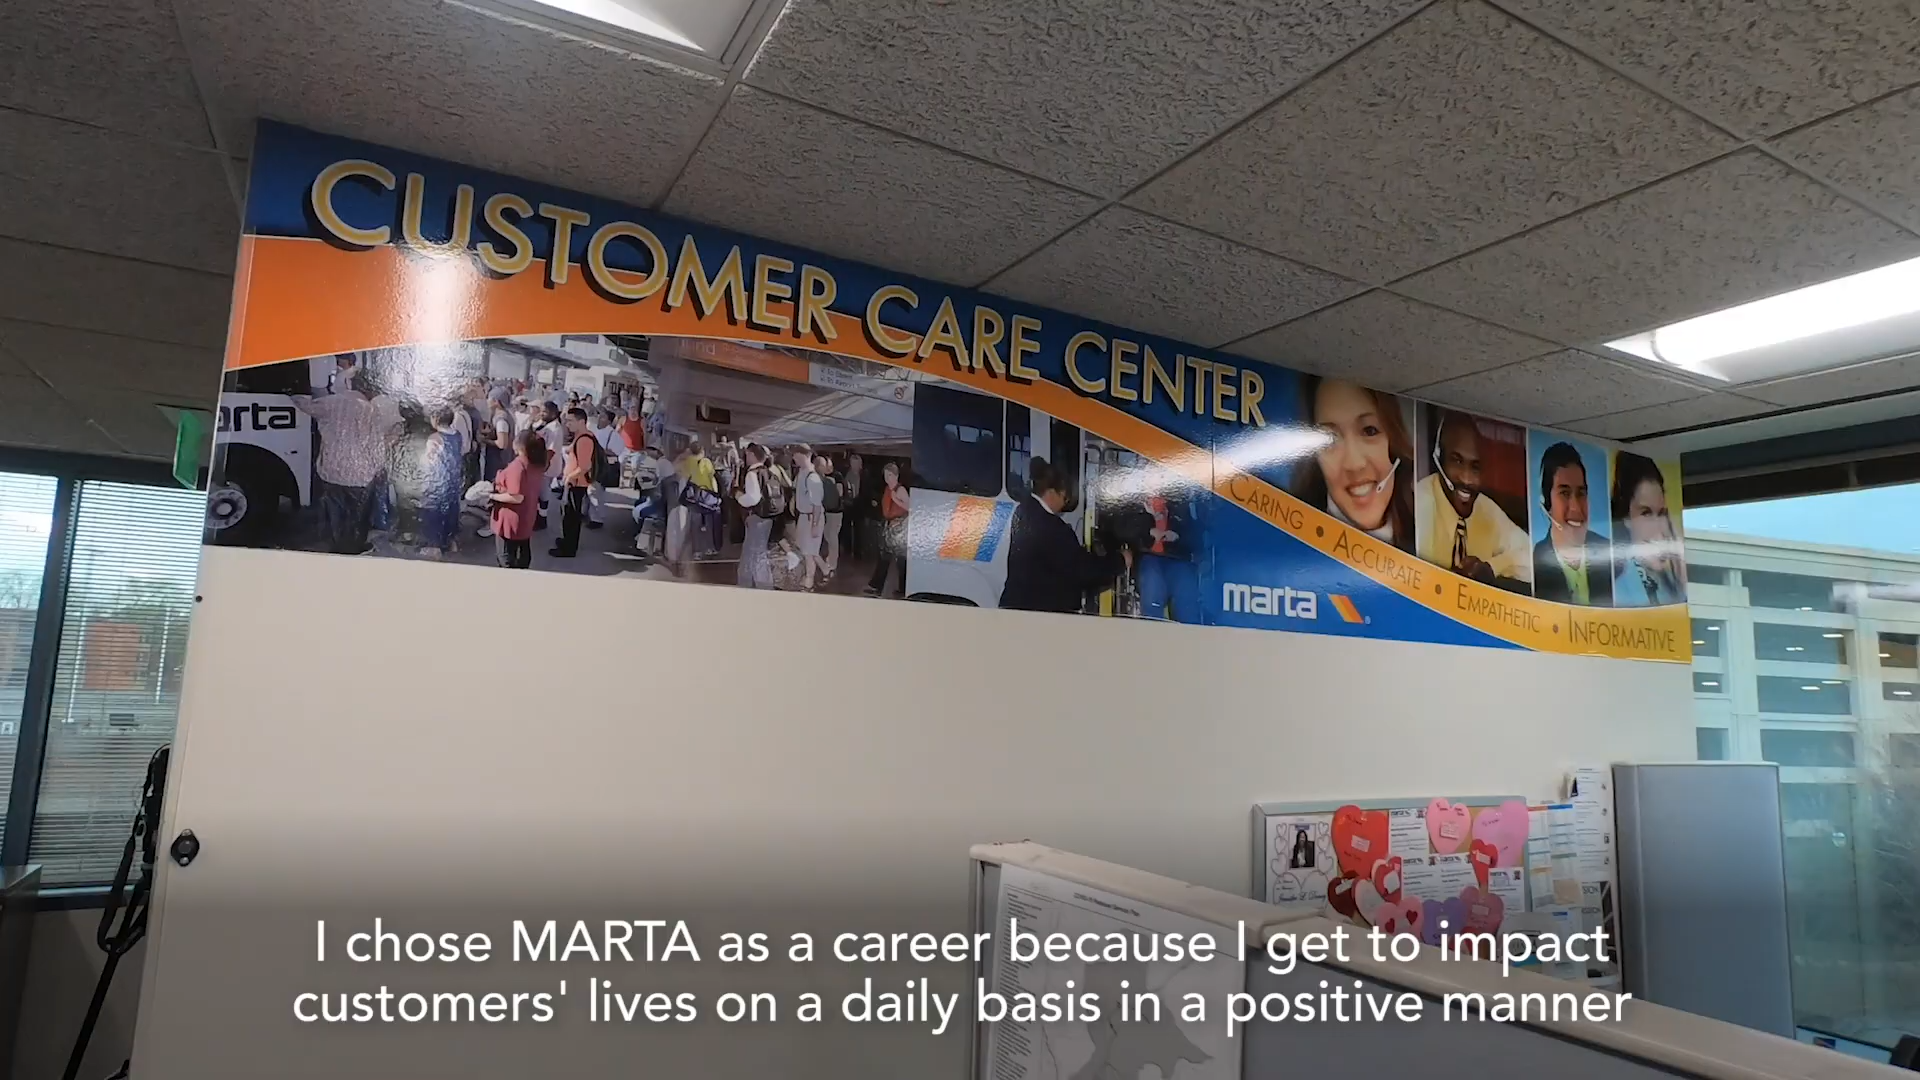 CUSTOMER CARE CENTER
arta
CARING • ACCURATE • EMPATHETIC • INFORMATIVE
marta
I chose MARTA as a career because I get to impact
customers' lives on a daily basis in a positive manner